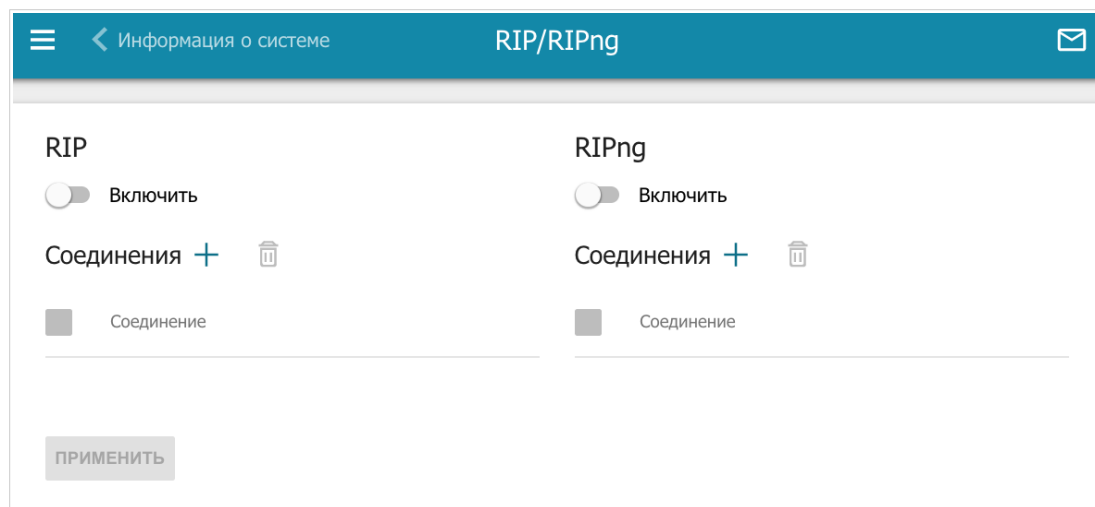 Информация о системе RIP/RIPng
RIP
Включить
Соединения
Соединение
RIPng
Включить
Соединения
Соединение
ПРИМЕНИТЬ